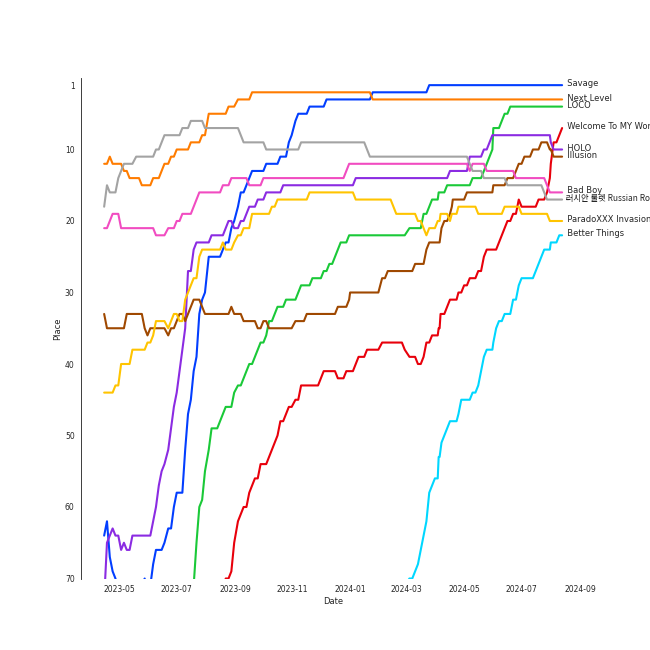 Savage
Next Level
LOCO
Welcome To MY Wor
HOLO
Illusion
Bad Boy
러시안 룰렛 Russian Ro
ParadoXXX Invasion
Better Things
1
10
20
30
40
50
60
70
Place
2023-05
2023-07
2023-09
2023-11
2024-01
2024-03
2024-05
2024-07
2024-09
Date